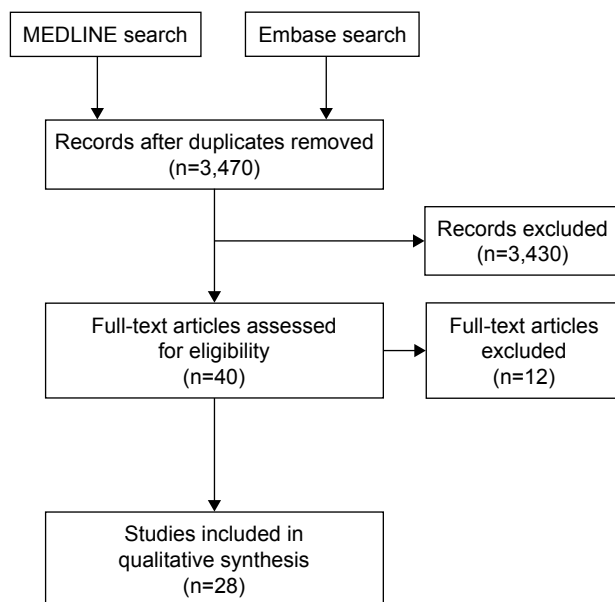 MEDLINE search
Embase search
Records after duplicates removed
(n=3,470)
Records excluded
(n=3,430)
Full-text articles assessed
for eligibility
(n=40)
Full-text articles
excluded
(n=12)
Studies included in
qualitative synthesis
(n=28)